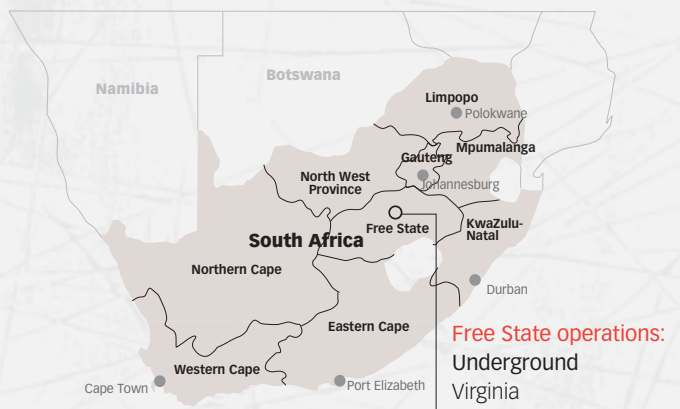 Namibia
Botswana
Limpopo
Polokwane
Mpumalanga
Gauteng
Johannesburg
North West
Province
KwaZulu-
Natal
Free State
South Africa
Northern Cape
Durban
Eastern Cape
Free State operations:
Underground
Virginia
Western Cape
Cape Town
Port Elizabeth